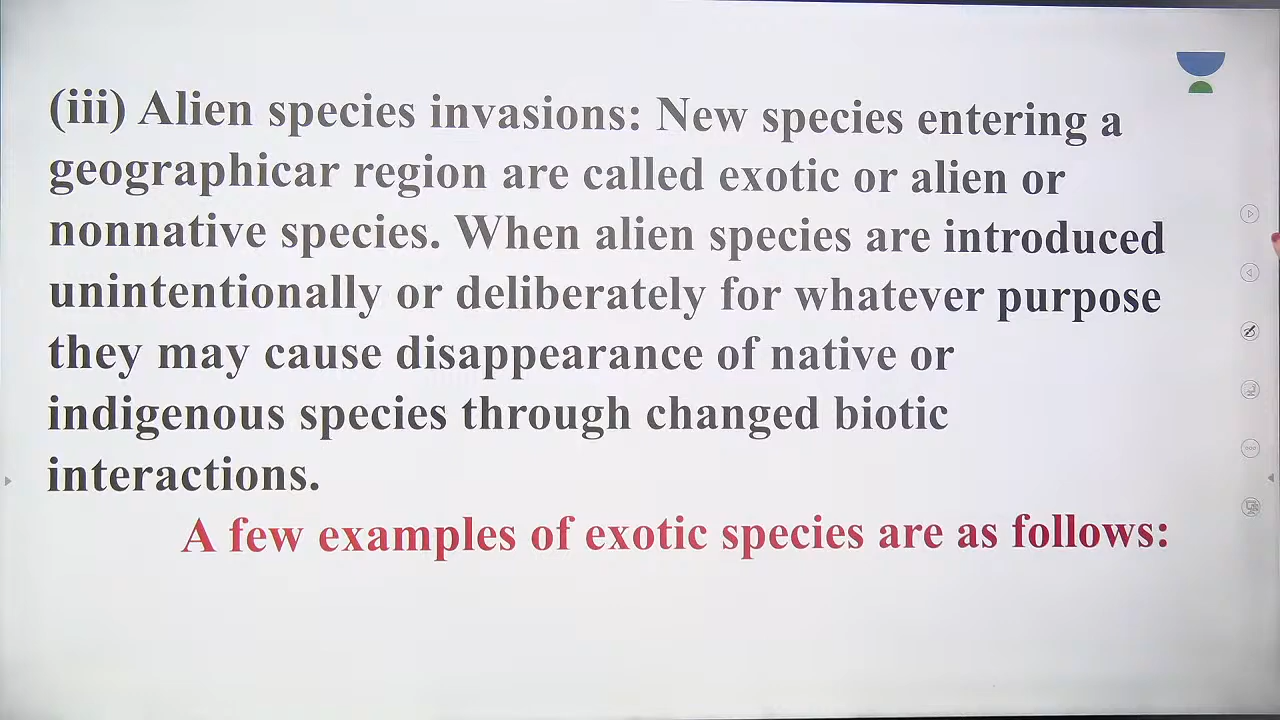 (iii) Alien species invasions: New species entering a
geographicar region are called exotic or alien or
nonnative species. When alien species are introduced
unintentionally or deliberately for whatever purpose
they may cause disappearance of native or
indigenous species through changed biotic
interactions.
A few examples of exotic species are as follows: